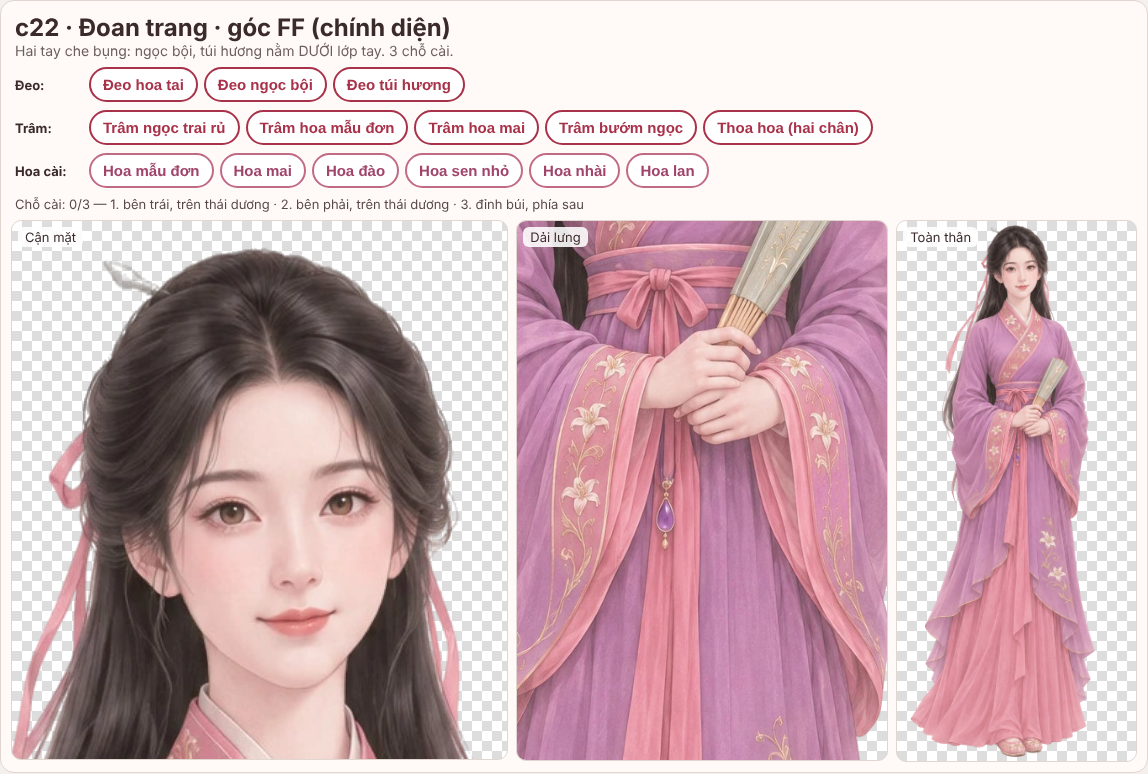 c22 · Đoan trang · góc FF (chính diện)
Hai tay che bụng: ngọc bội, túi hương nằm DƯỚI lớp tay. 3 chỗ cài.
Đeo: Đeo hoa tai Đeo ngọc bội Đeo túi hương
Trâm: Trâm ngọc trai rủ Trâm hoa mẫu đơn Trâm hoa mai Trâm bướm ngọc Thoa hoa (hai chân)
Hoa cài: Hoa mẫu đơn Hoa mai Hoa đào Hoa sen nhỏ Hoa nhài Hoa lan
Chỗ cài: 0/3 — 1. bên trái, trên thái dương · 2. bên phải, trên thái dương · 3. đỉnh búi, phía sau
Cận mặt Dải lưng Toàn thân